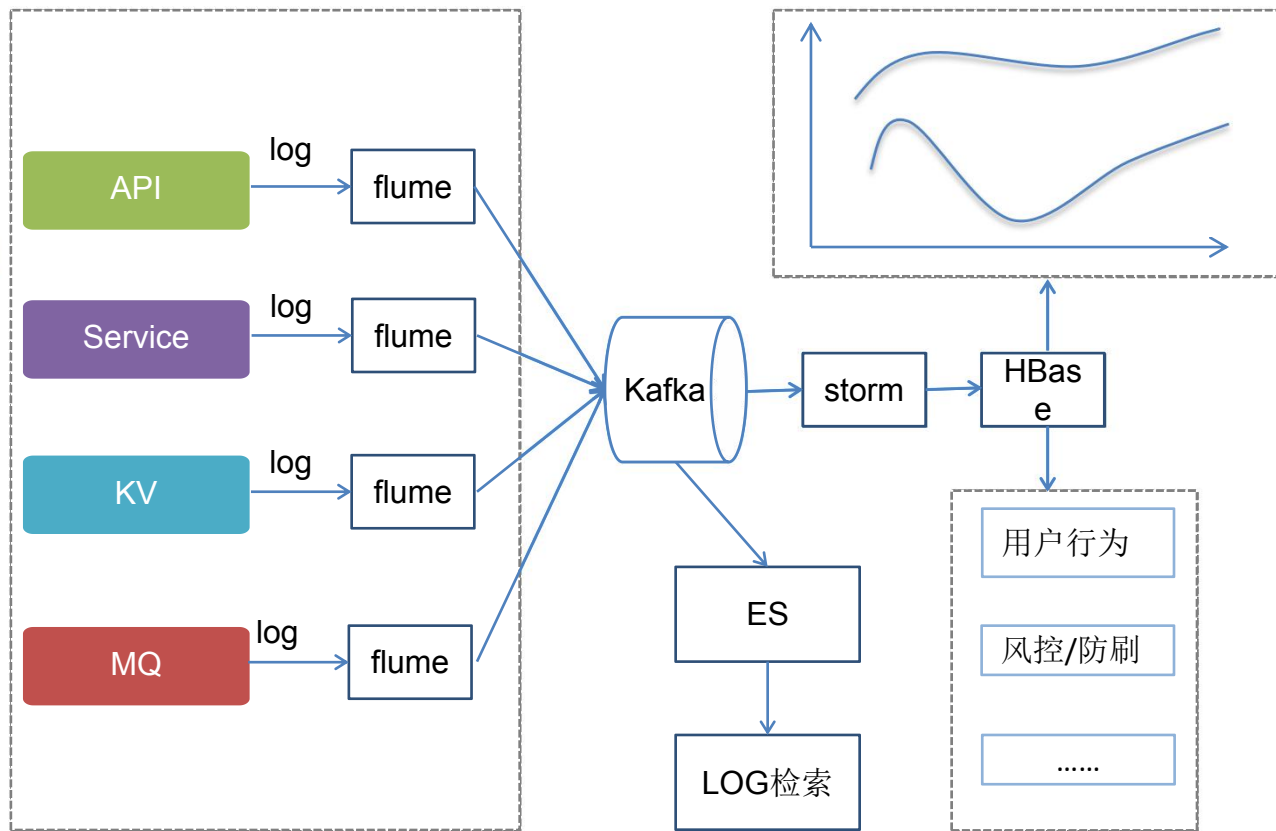 log
API
flume
log
Service
flume
Kafka
storm
HBas
e
log
KV
flume
用户行为
ES
log
MQ
flume
风控/防刷
LOG检索
......